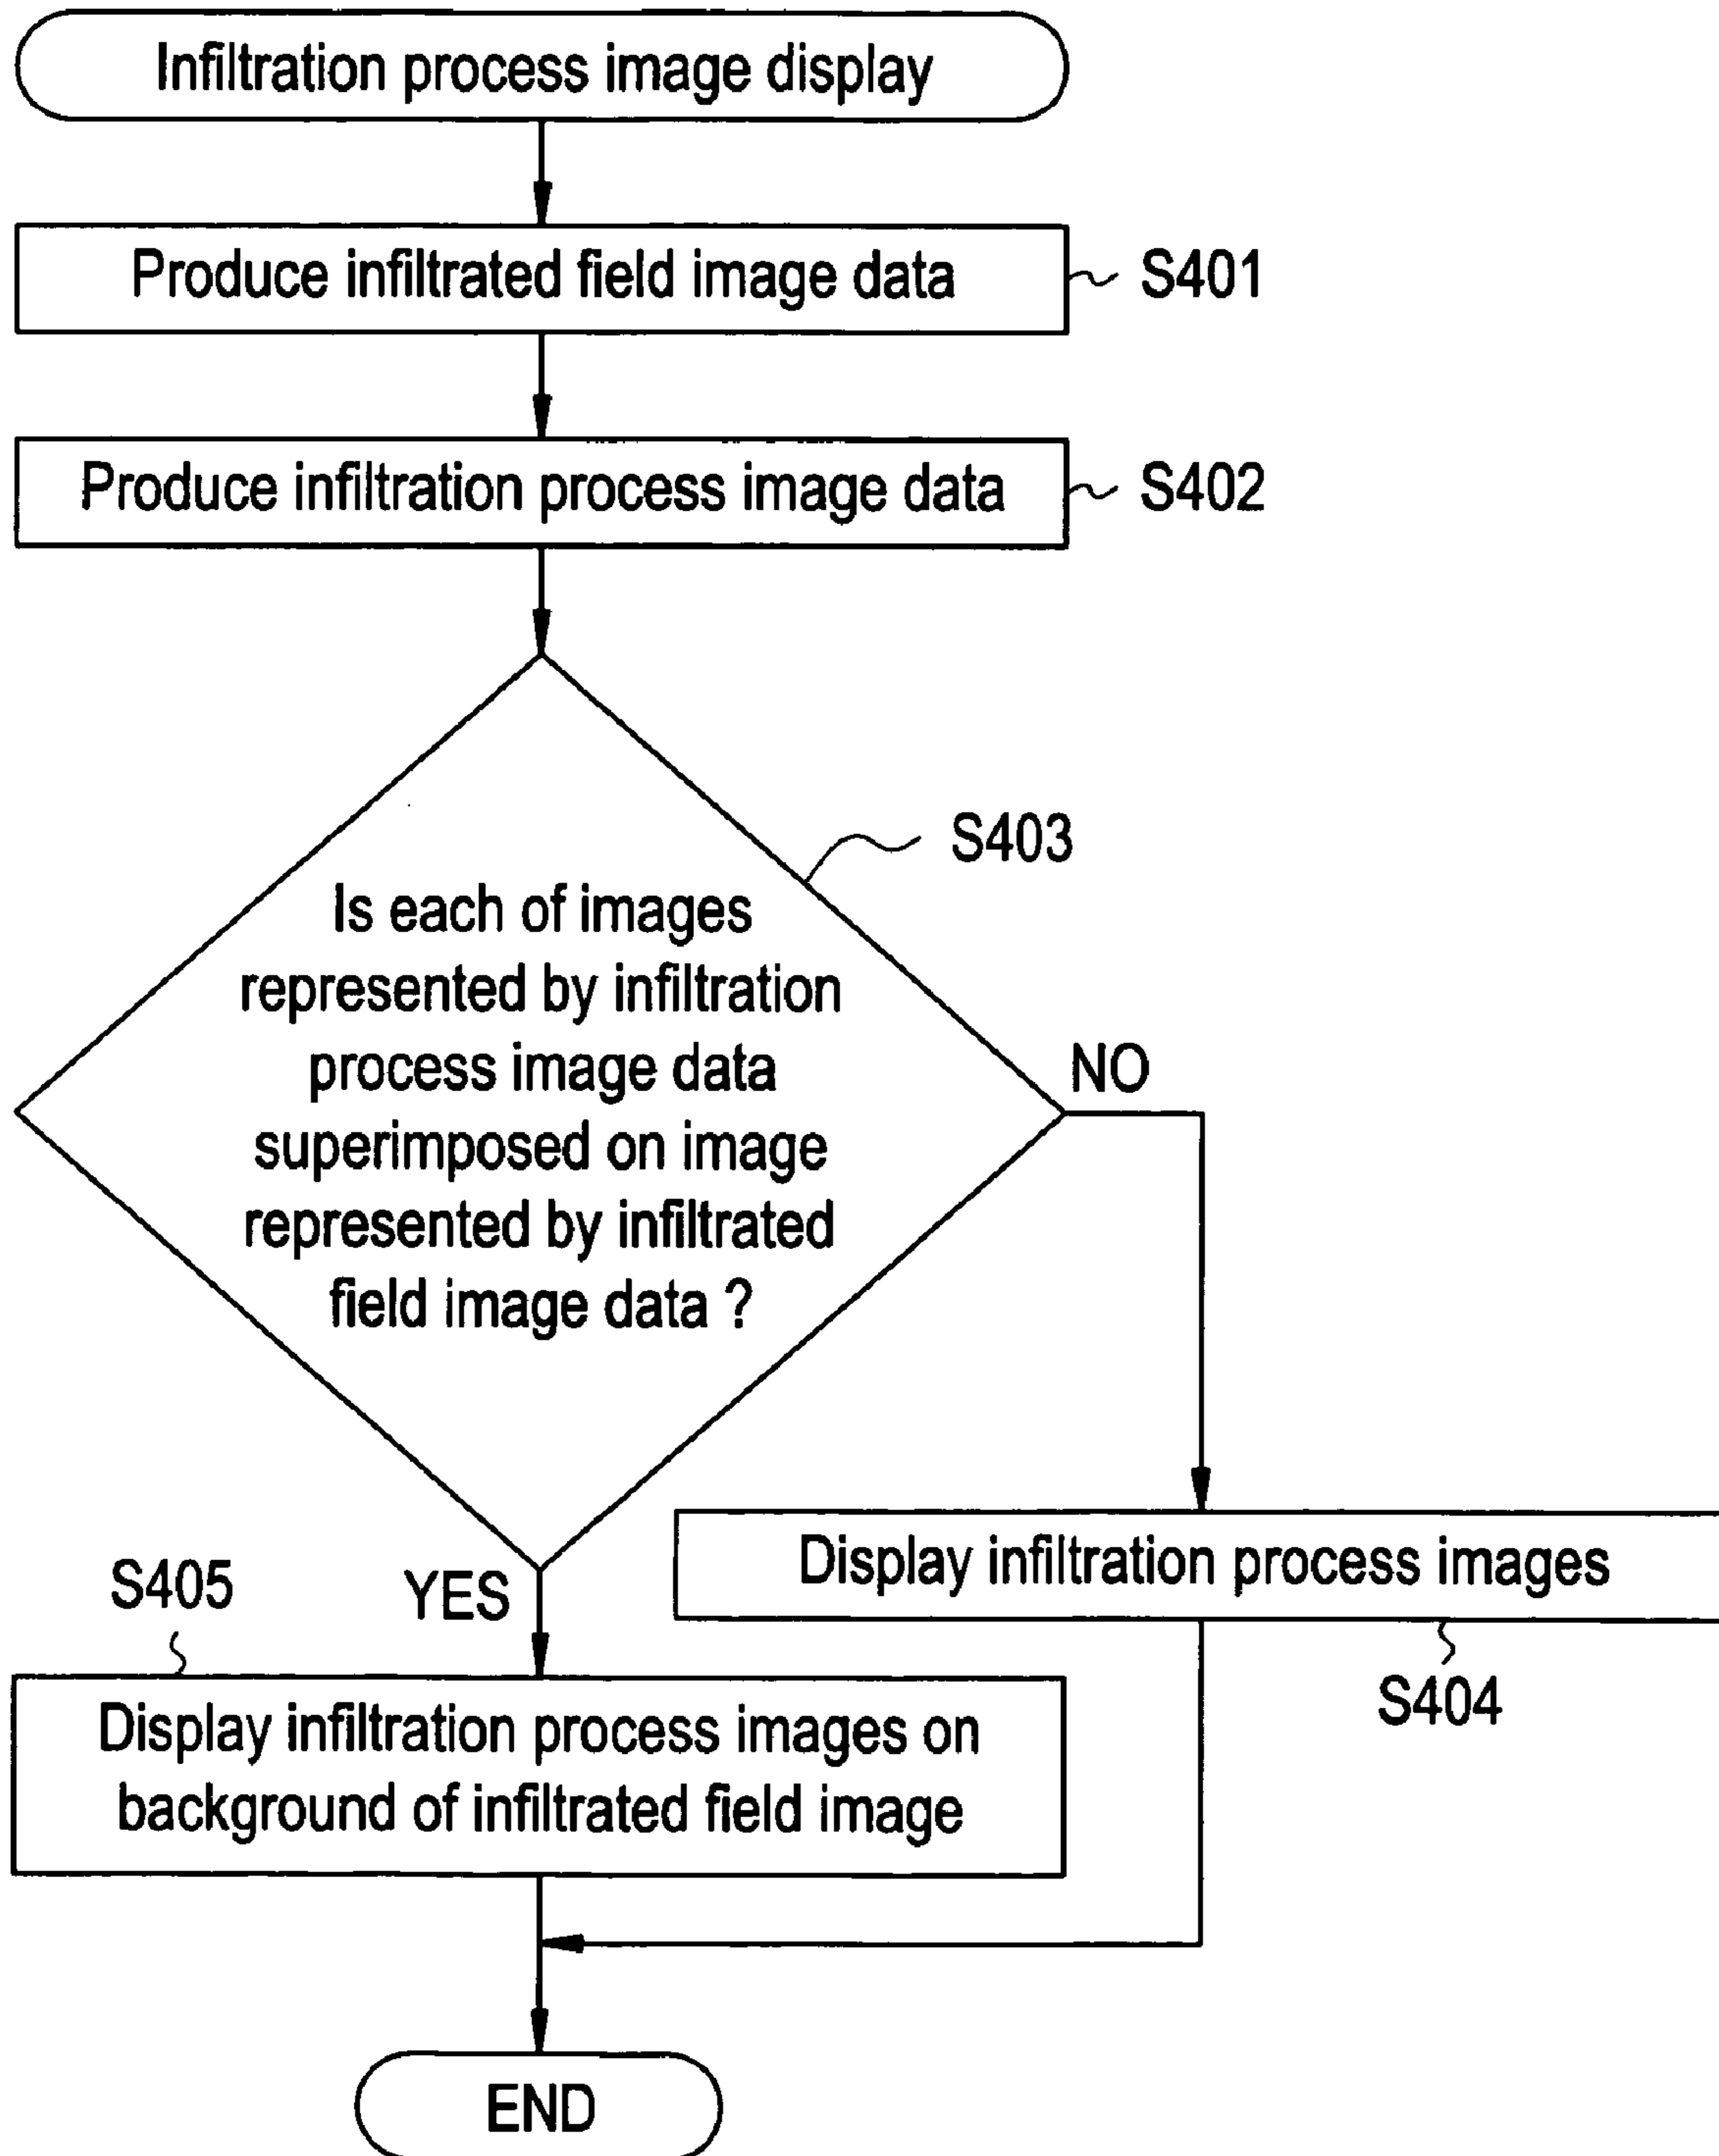 Infiltration process image display
Produce infiltrated field image data
S401
Produce infiltration process image data
S402
S403
Is each of images
represented by infiltration
process image data
superimposed on image
represented by infiltrated
field image data ?
NO
YES
Display infiltration process images
S404
S405
Display infiltration process images on
background of infiltrated field image
END